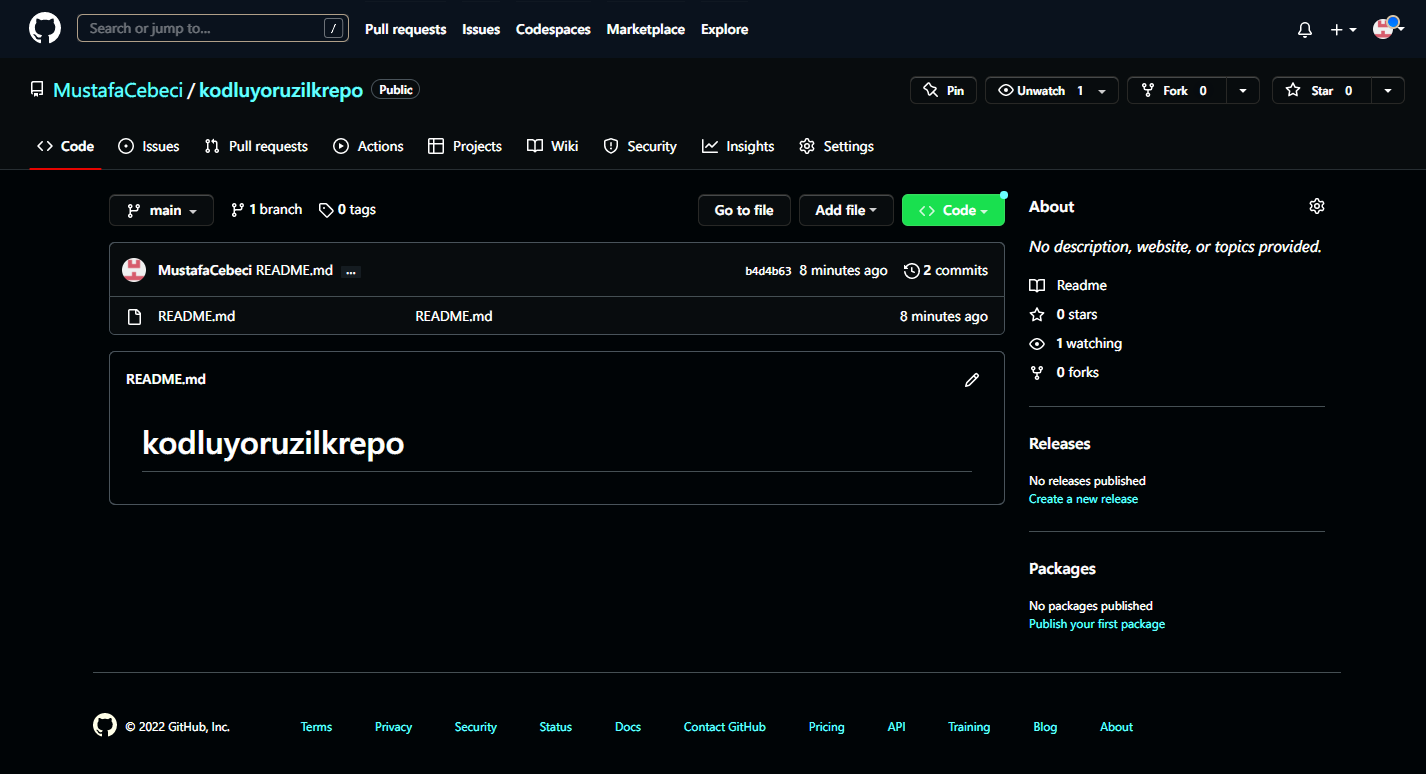 Search or jump to... /
Pull requests Issues Codespaces Marketplace Explore
MustafaCebeci / kodluyoruzilkrepo Public
Pin Unwatch 1 Fork 0 Star 0
Code Issues Pull requests Actions Projects Wiki Security Insights Settings
main 1 branch 0 tags Go to file Add file Code
MustafaCebeci README.md ... b4d4b63 8 minutes ago 2 commits
README.md README.md 8 minutes ago
README.md
kodluyoruzilkrepo
About
No description, website, or topics provided.
Readme
0 stars
1 watching
0 forks
Releases
No releases published
Create a new release
Packages
No packages published
Publish your first package
© 2022 GitHub, Inc. Terms Privacy Security Status Docs Contact GitHub Pricing API Training Blog About